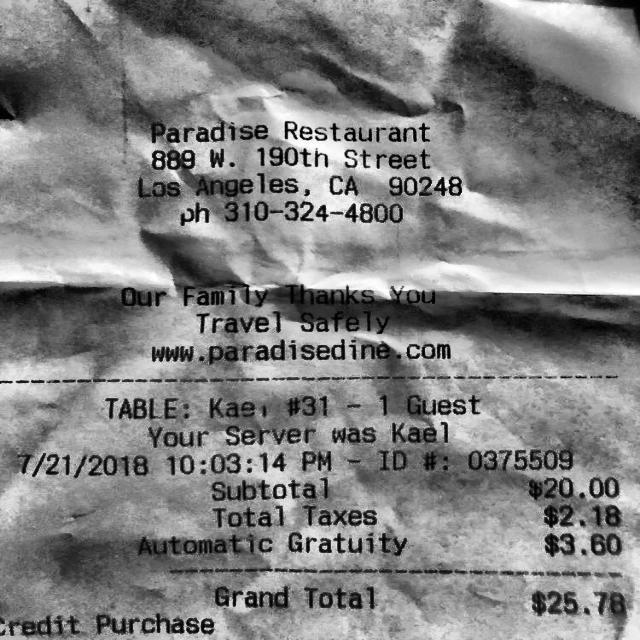 Paradise Restaurant
889 W. 190th Street
Los Angeles, CA 90248
ph 310-324-4800
Our Family Thanks You
Travel Safely
www.paradisedine.com
TABLE: Kael #31 - 1 Guest
Your Server was Kael
7/21/2018 10:03:14 PM - ID #: 0375509
Subtotal $20.00
Total Taxes $2.18
Automatic Gratuity $3.60
Grand Total $25.78
Credit Purchase